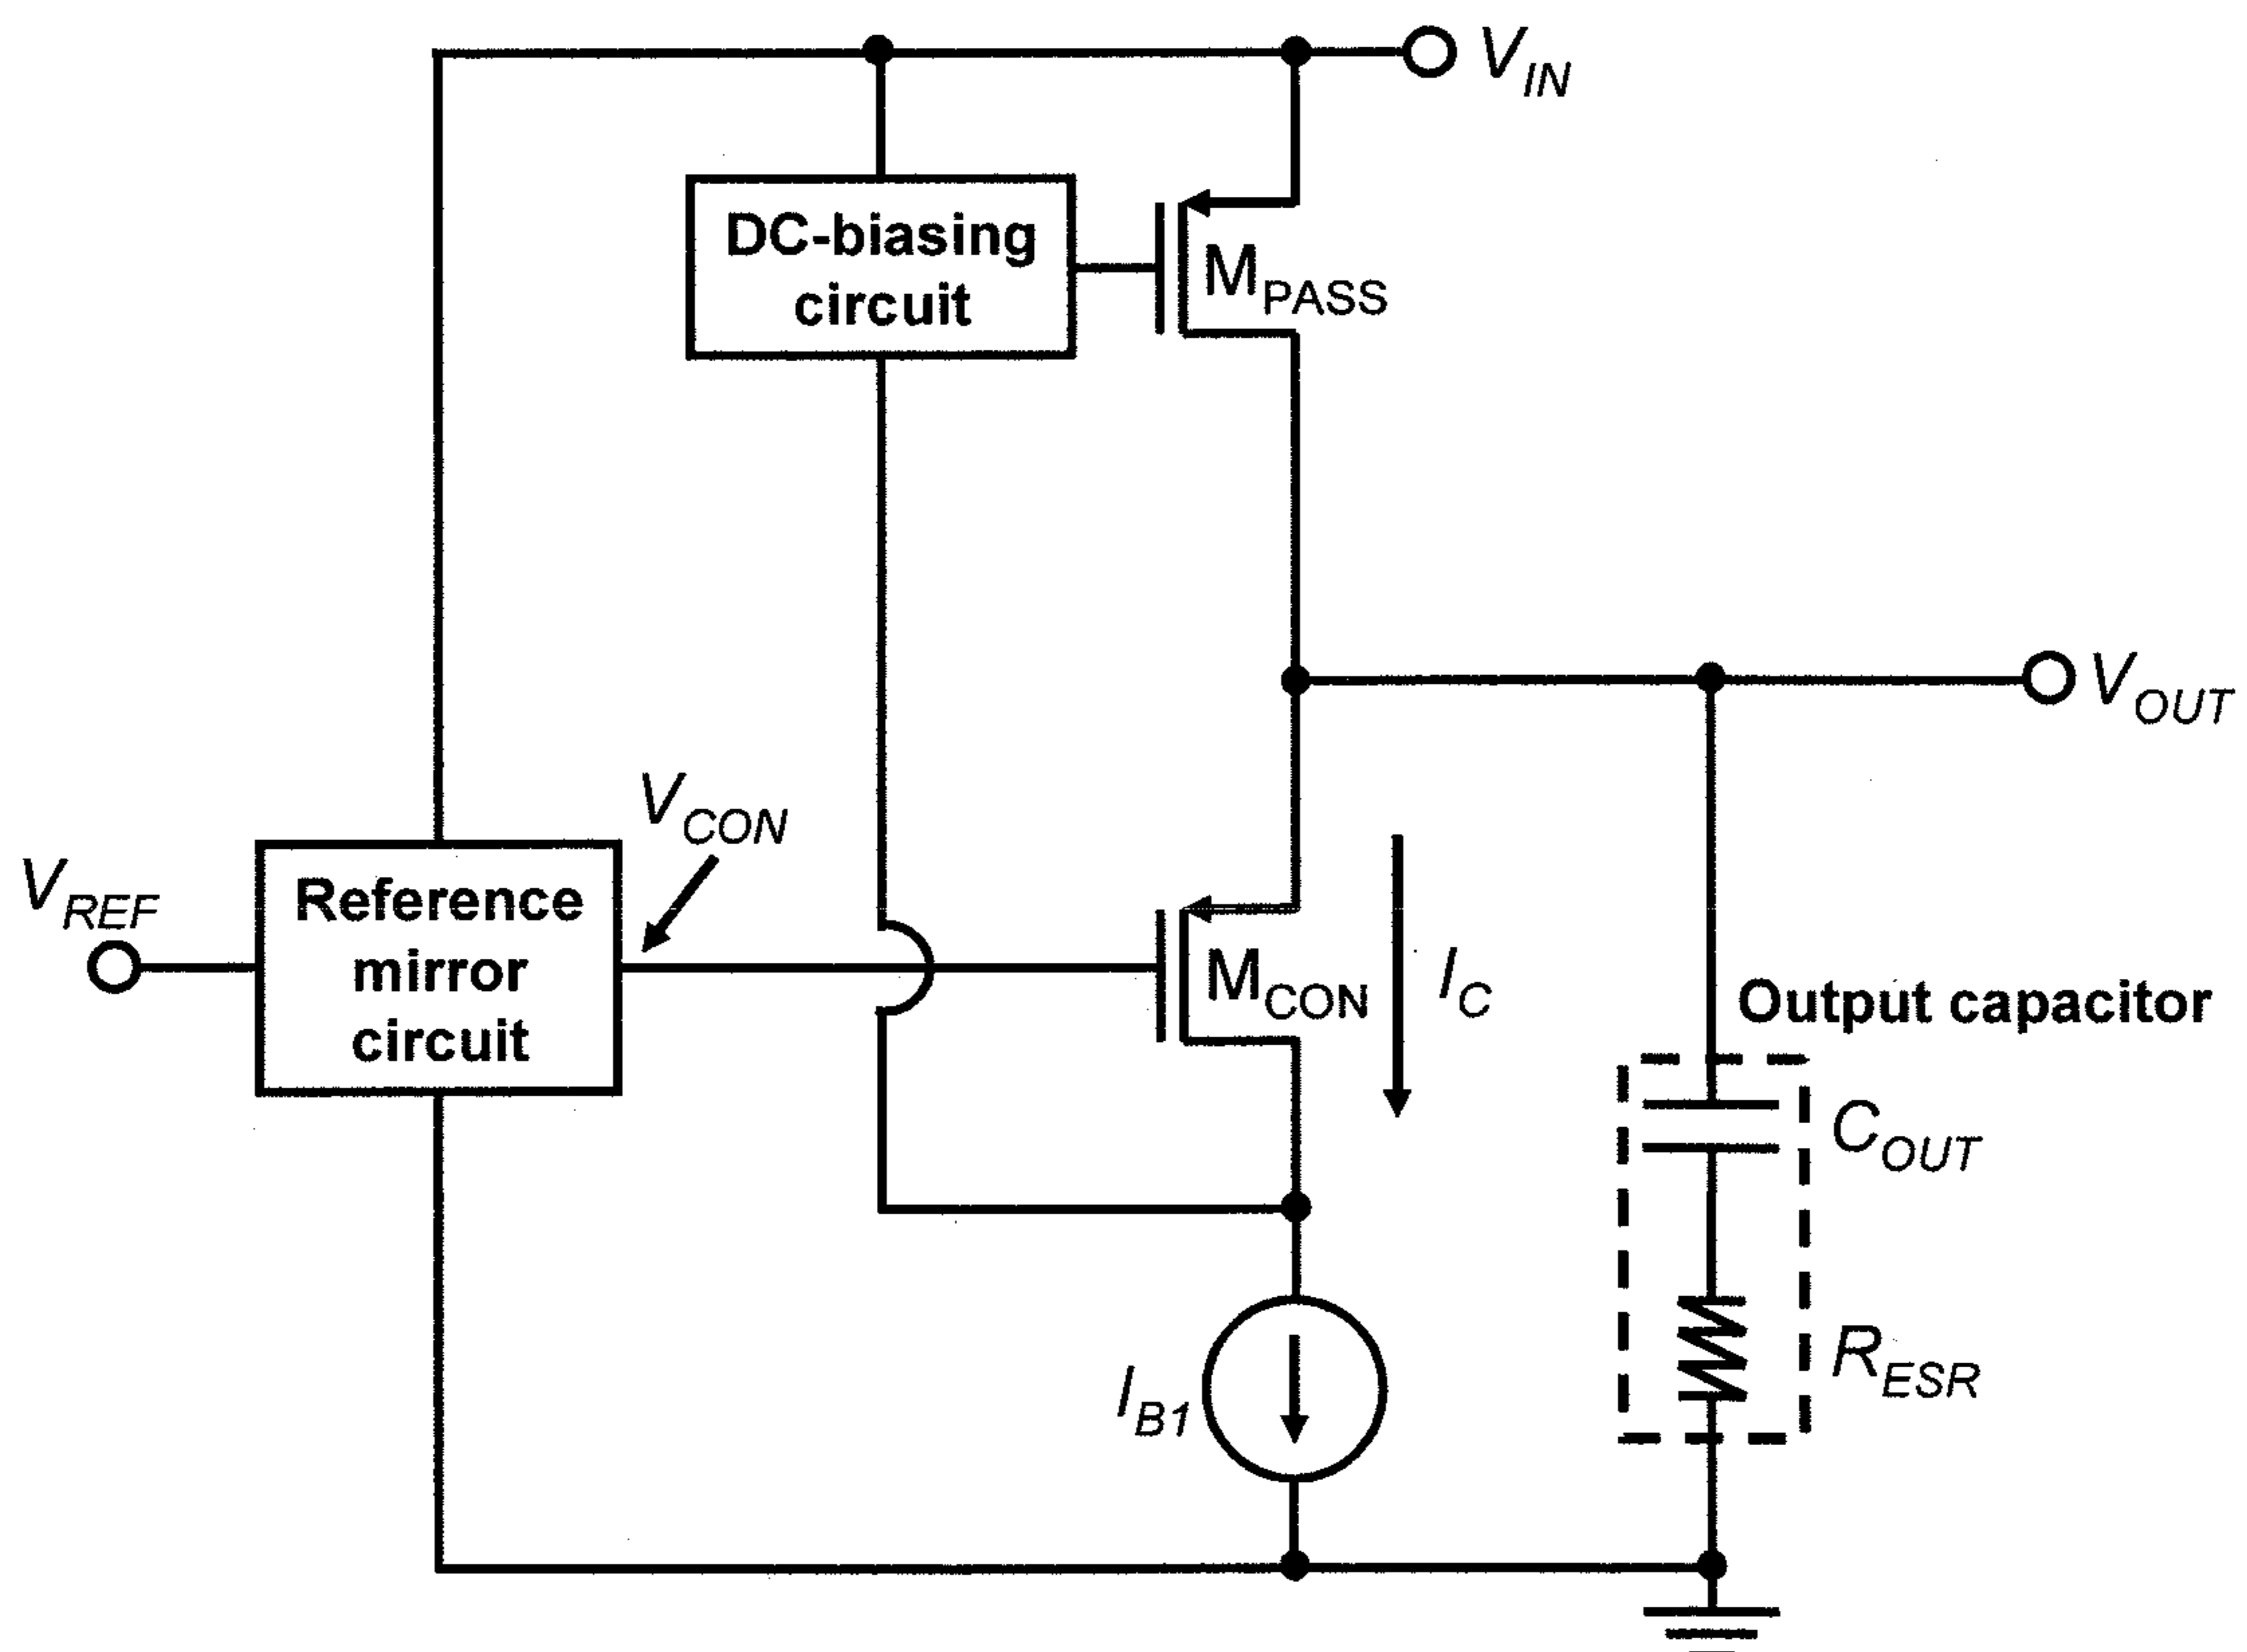 V_IN
DC-biasing
circuit
M_PASS
V_OUT
V_CON
V_REF
Reference
mirror
circuit
M_CON
I_C
Output capacitor
C_OUT
R_ESR
I_B1